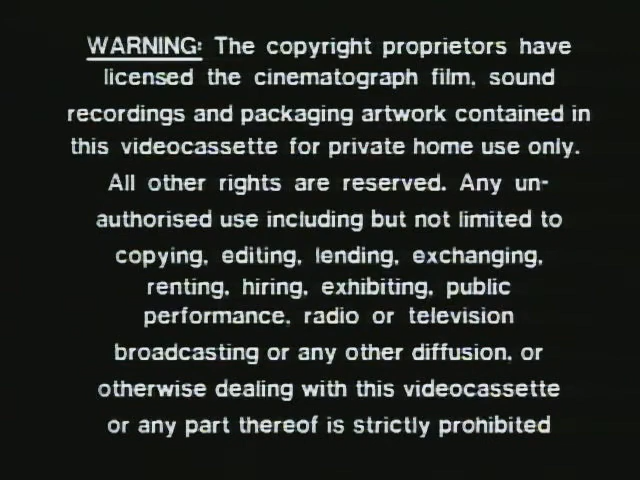 WARNING: The copyright proprietors have
licensed the cinematograph film, sound
recordings and packaging artwork contained in
this videocassette for private home use only.
All other rights are reserved. Any un-
authorised use including but not limited to
copying, editing, lending, exchanging,
renting, hiring, exhibiting, public
performance, radio or television
broadcasting or any other diffusion, or
otherwise dealing with this videocassette
or any part thereof is strictly prohibited